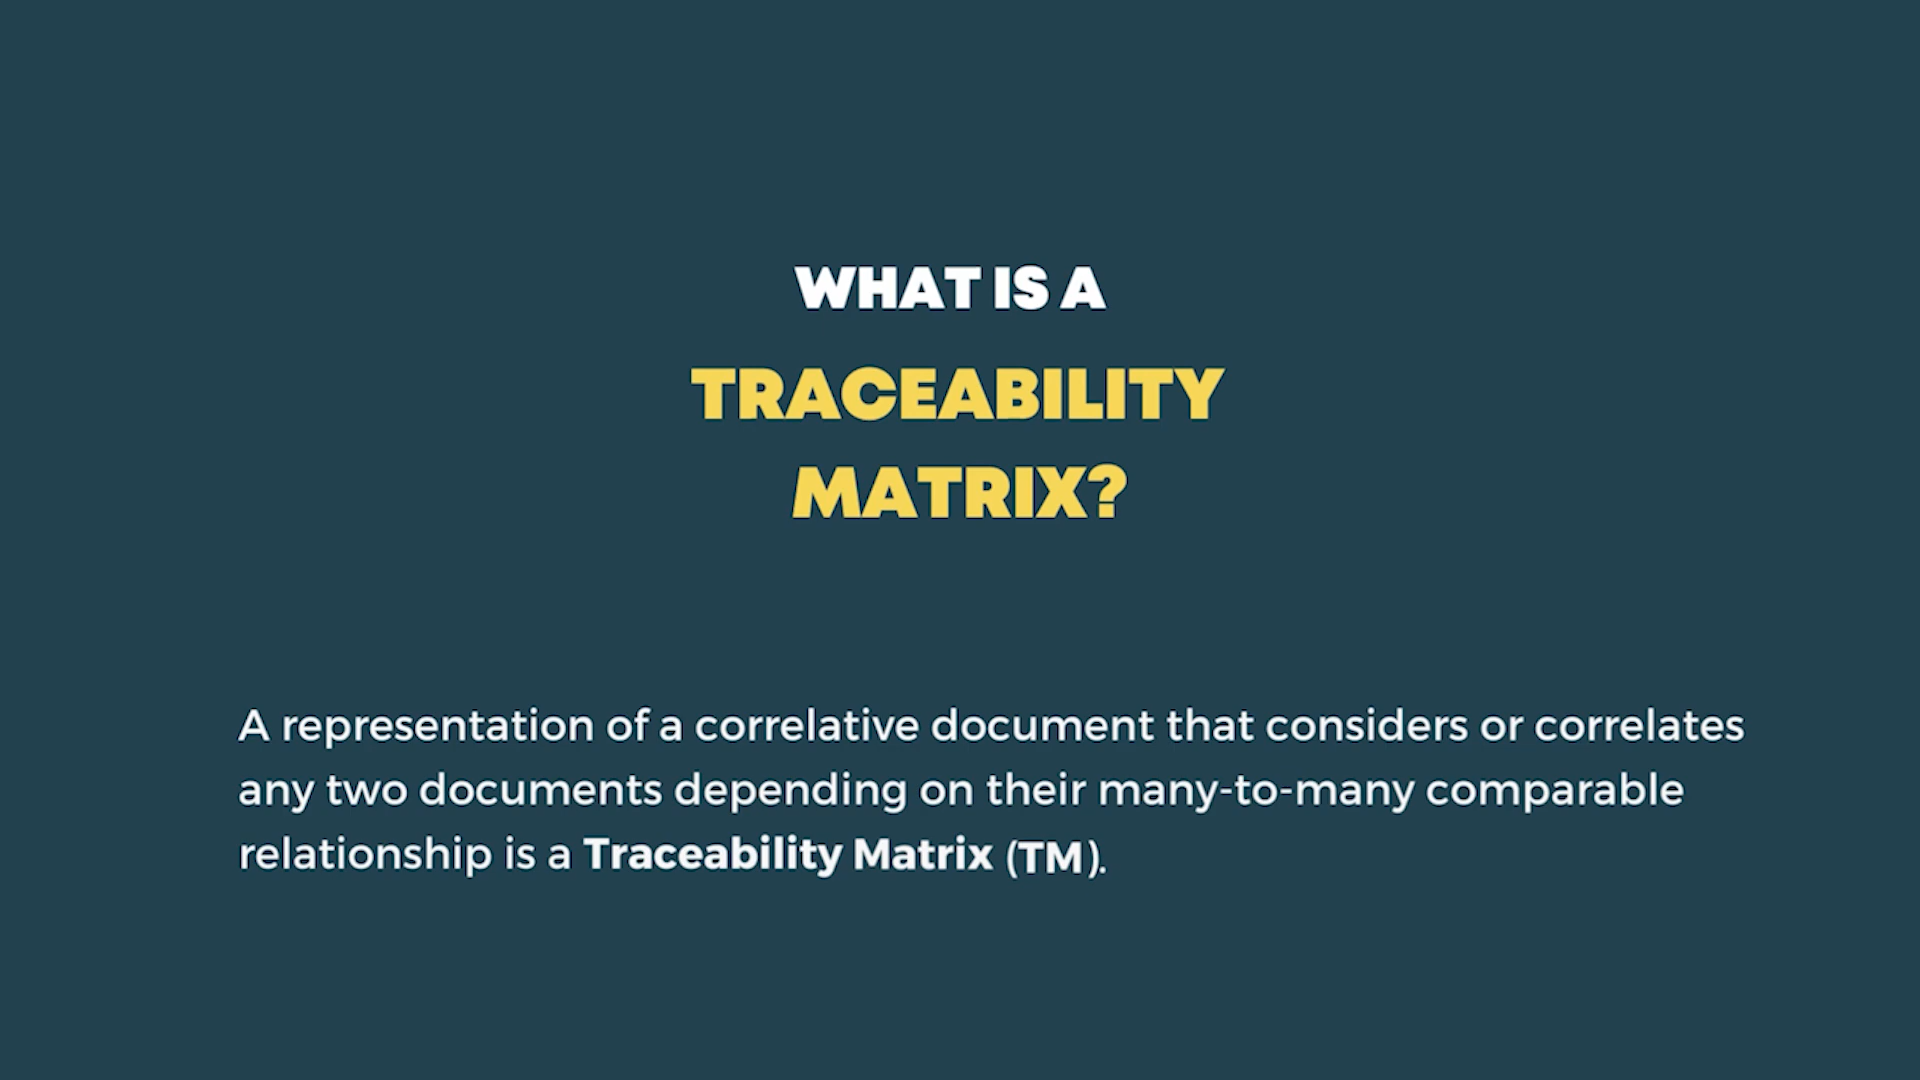 WHAT IS A
TRACEABILITY
MATRIX?
A representation of a correlative document that considers or correlates
any two documents depending on their many-to-many comparable
relationship is a Traceability Matrix (TM).